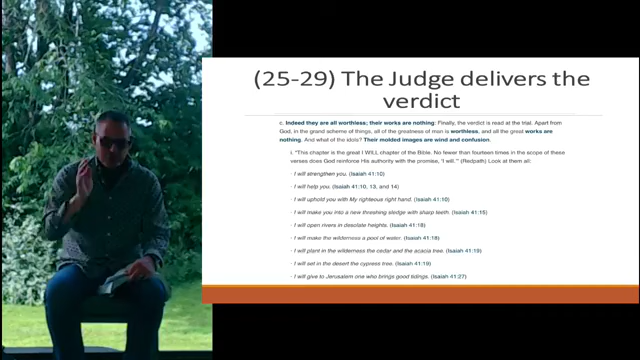 (25-29) The Judge delivers the
verdict
c. Indeed they are all worthless; their works are nothing: Finally, the verdict is read at the trial. Apart from
God, in the grand scheme of things, all of the greatness of man is worthless, and all the great works are
nothing. And what of the idols? Their molded images are wind and confusion.
i. "This chapter is the great I WILL chapter of the Bible. No fewer than fourteen times in the scope of these
verses does God reinforce His authority with the promise, 'I will.'" (Redpath) Look at them all:
· I will strengthen you. (Isaiah 41:10)
· I will help you. (Isaiah 41:10, 13, and 14)
· I will uphold you with My righteous right hand. (Isaiah 41:10)
· I will make you into a new thrashing sledge with sharp teeth (Isaiah 41:15)
· I will open rivers in desolate heights. (Isaiah 41:18)
· I will make the wilderness a pool of water. (Isaiah 41:18)
· I will plant in the wilderness the cedar and the acacia tree. (Isaiah 41:19)
· I will set in the desert the cypress tree. (Isaiah 41:19)
· I will give to Jerusalem one who brings good tidings. (Isaiah 41:27)